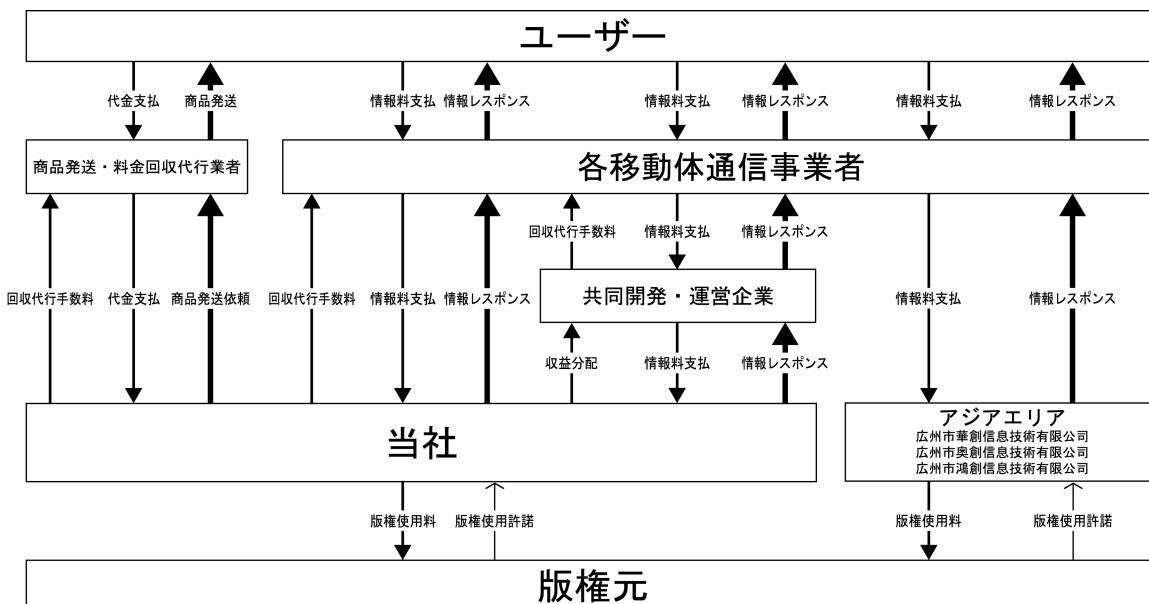 ユーザー
代金支払 商品発送 情報料支払 情報レスポンス 情報料支払 情報レスポンス 情報料支払 情報レスポンス
商品発送・料金回収代行業者
各移動体通信事業者
回収代行手数料 情報料支払 情報レスポンス
回収代行手数料 代金支払 商品発送依頼 回収代行手数料 情報料支払 情報レスポンス
共同開発・運営企業
情報料支払 情報レスポンス
収益分配 情報料支払 情報レスポンス
当社
アジアエリア
広州市華創信息技術有限公司
広州市奥創信息技術有限公司
広州市鴻創信息技術有限公司
版権使用料 版権使用許諾 版権使用料 版権使用許諾
版権元